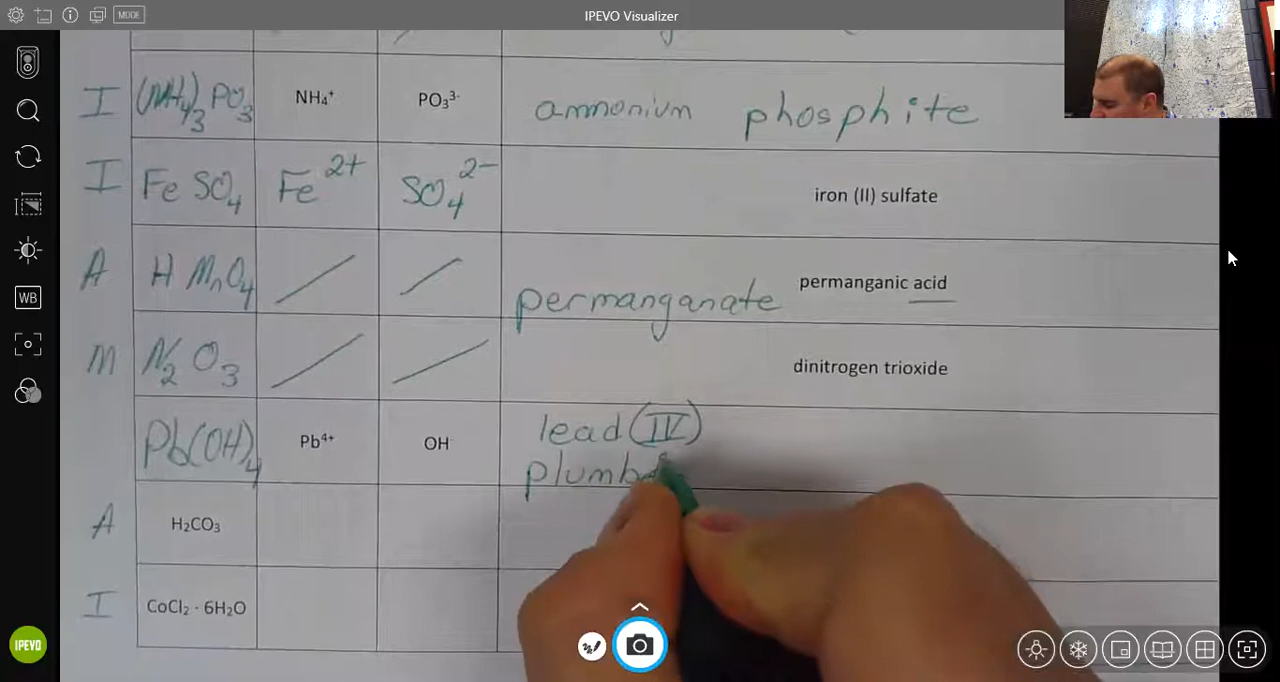 IPEVO Visualizer
MODE
WB
IPEVO
I (NH₄)₃PO₃ NH₄⁺ PO₃³⁻ ammonium phosphite
I FeSO₄ Fe²⁺ SO₄²⁻ iron (II) sulfate
A HMnO₄ permanganate permanganic acid
M N₂O₃ dinitrogen trioxide
Pb(OH)₄ Pb⁴⁺ OH lead (IV)
A H₂CO₃
I CoCl₂ · 6H₂O